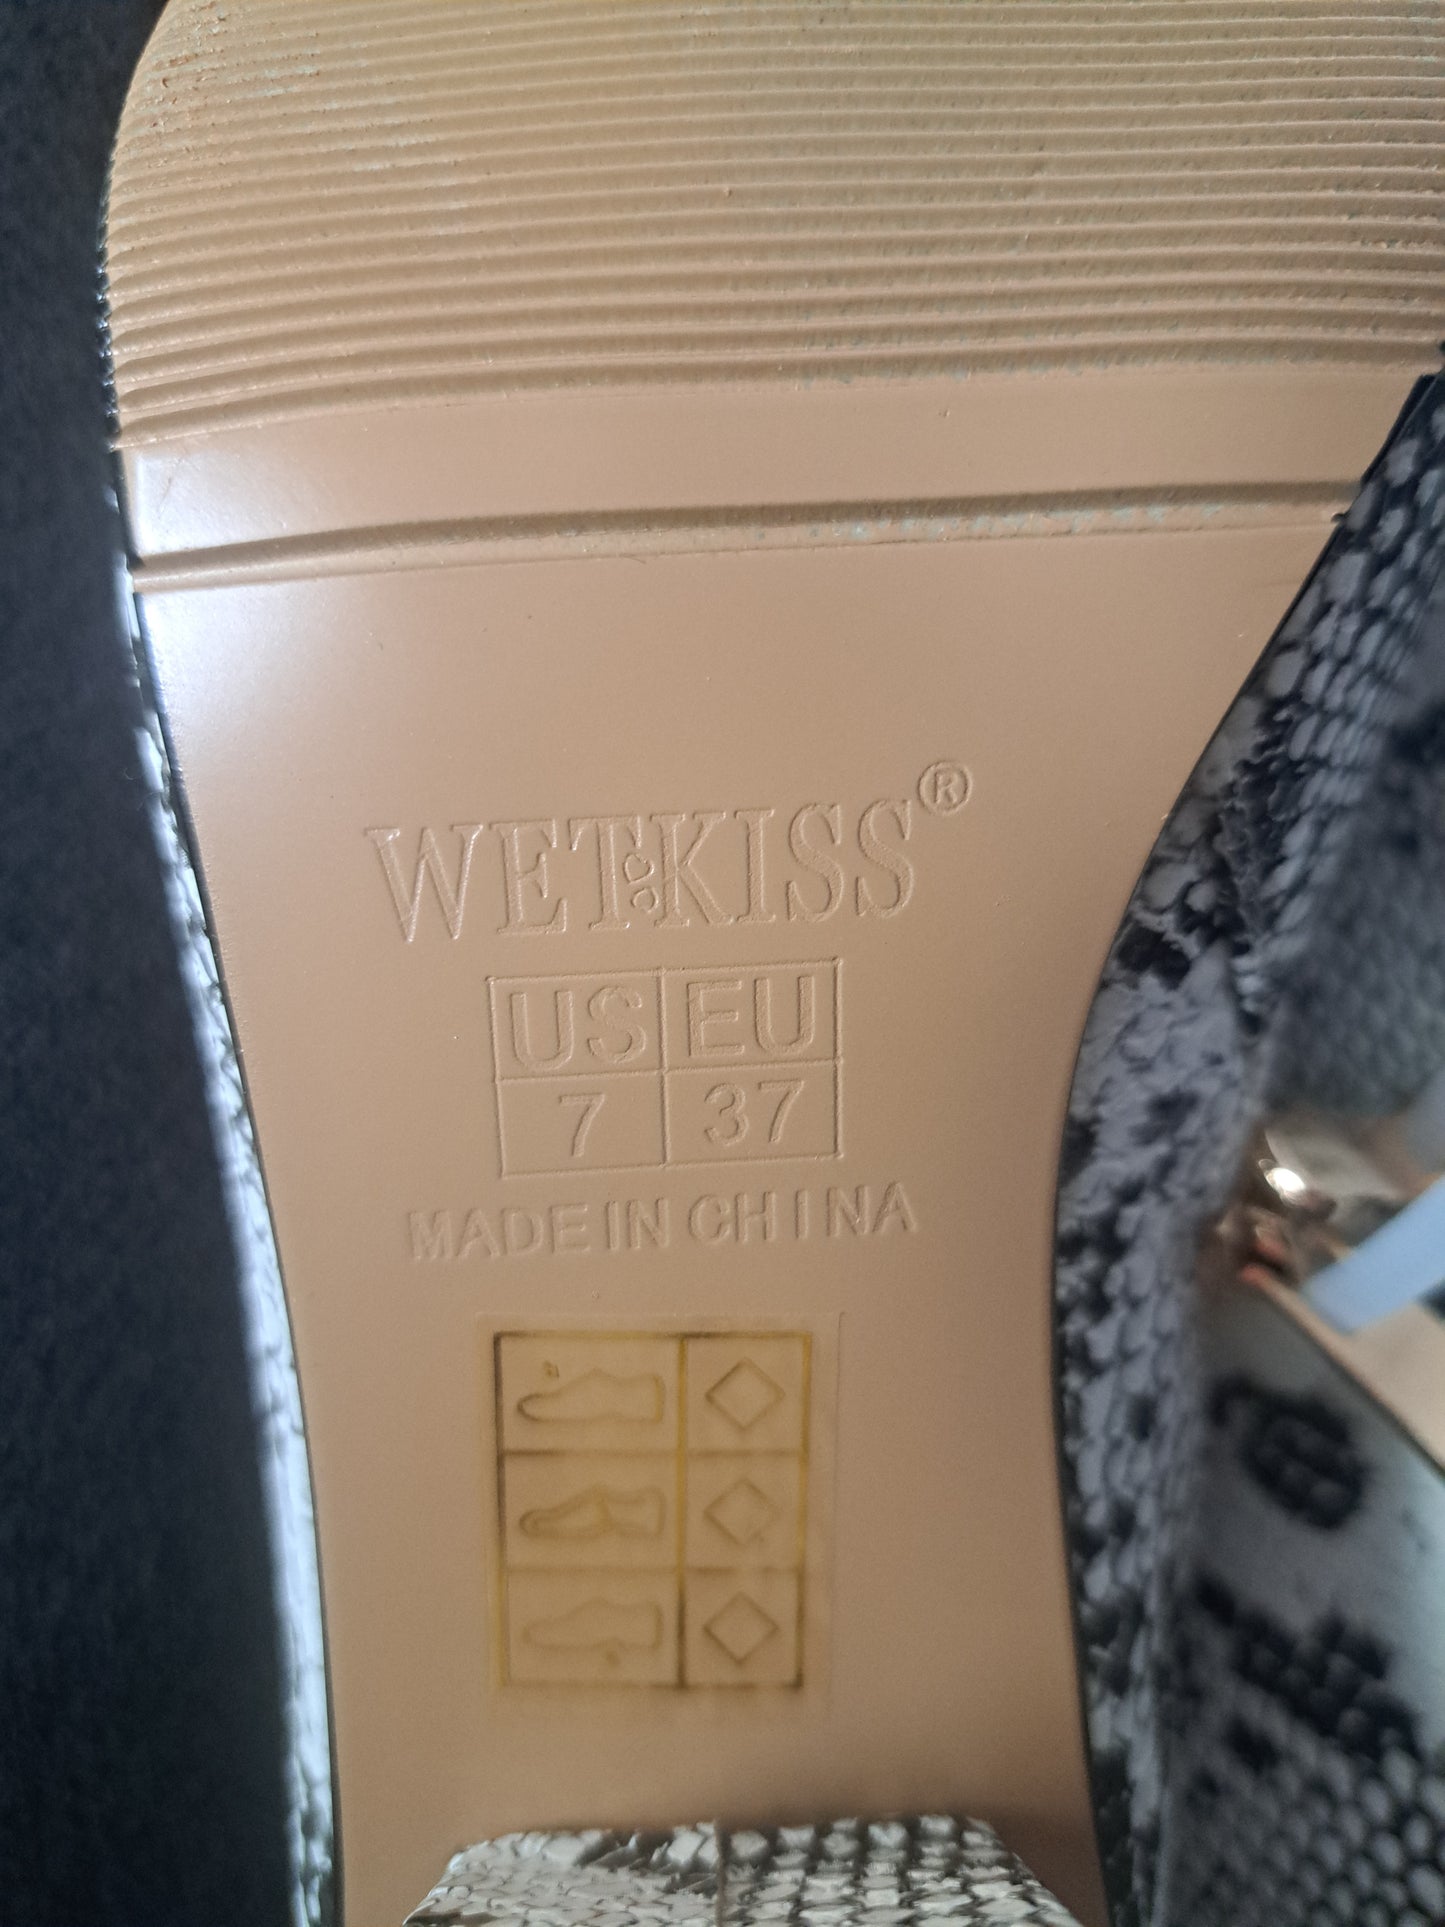 WETKISS®
US EU
7 37
MADE IN CHINA